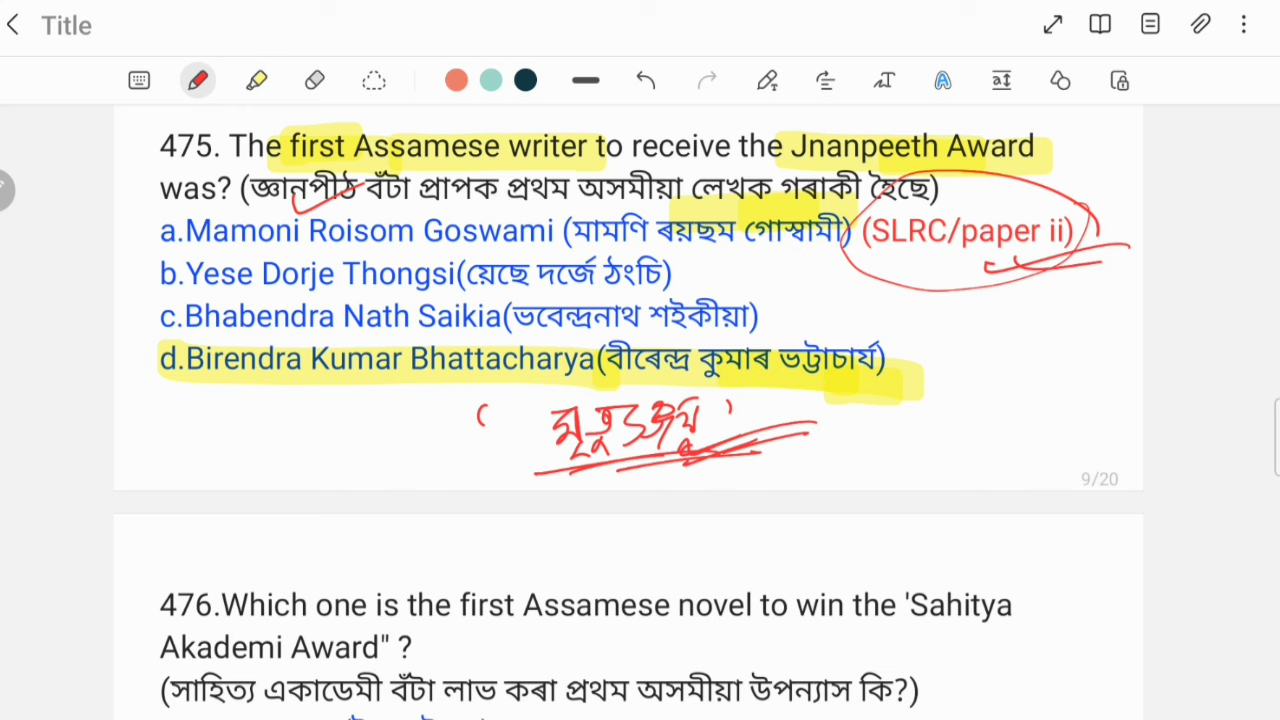 Title
475. The first Assamese writer to receive the Jnanpeeth Award
was? (জ্ঞানপীঠ বঁটা প্ৰাপক প্ৰথম অসমীয়া লেখক গৰাকী হৈছে)
a.Mamoni Roisom Goswami (মামণি ৰয়ছম গোস্বামী) (SLRC/paper ii)
b.Yese Dorje Thongsi(য়েছে দৰ্জে ঠংচি)
c.Bhabendra Nath Saikia(ভবেন্দ্ৰনাথ শইকীয়া)
d.Birendra Kumar Bhattacharya(বীৰেন্দ্ৰ কুমাৰ ভট্টাচাৰ্য)
9/20
476.Which one is the first Assamese novel to win the 'Sahitya
Akademi Award" ?
(সাহিত্য একাডেমী বঁটা লাভ কৰা প্ৰথম অসমীয়া উপন্যাস কি?)